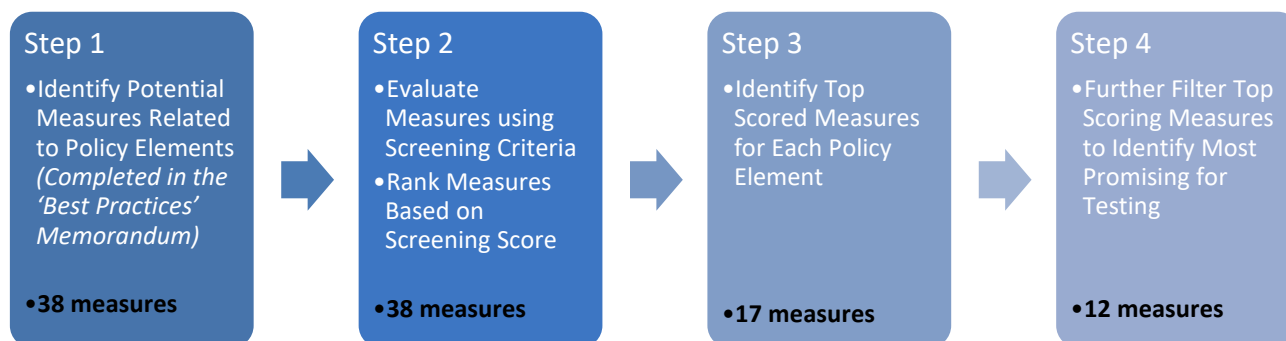 Step 1
•Identify Potential
Measures Related
to Policy Elements
(Completed in the
‘Best Practices’
Memorandum)
•38 measures
Step 2
•Evaluate
Measures using
Screening Criteria
•Rank Measures
Based on
Screening Score
•38 measures
Step 3
•Identify Top
Scored Measures
for Each Policy
Element
•17 measures
Step 4
•Further Filter Top
Scoring Measures
to Identify Most
Promising for
Testing
•12 measures